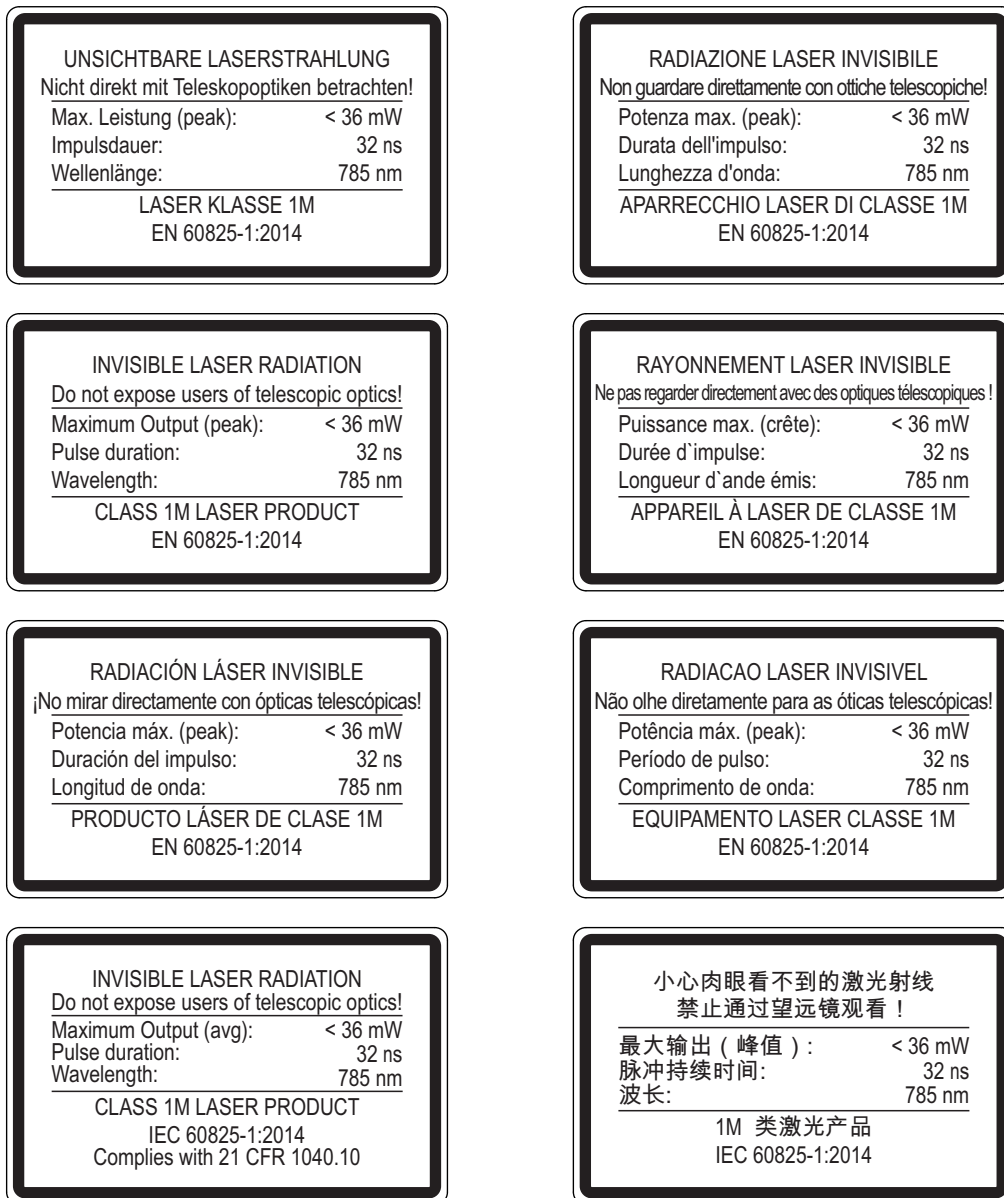 UNSICHTBARE LASERSTRAHLUNG
Nicht direkt mit Teleskopoptiken betrachten!
Max. Leistung (peak): < 36 mW
Impulsdauer: 32 ns
Wellenlänge: 785 nm
LASER KLASSE 1M
EN 60825-1:2014
RADIAZIONE LASER INVISIBILE
Non guardare direttamente con ottiche telescopiche!
Potenza max. (peak): < 36 mW
Durata dell'impulso: 32 ns
Lunghezza d'onda: 785 nm
APARRECCHIO LASER DI CLASSE 1M
EN 60825-1:2014
INVISIBLE LASER RADIATION
Do not expose users of telescopic optics!
Maximum Output (peak): < 36 mW
Pulse duration: 32 ns
Wavelength: 785 nm
CLASS 1M LASER PRODUCT
EN 60825-1:2014
RAYONNEMENT LASER INVISIBLE
Ne pas regarder directement avec des optiques télescopiques !
Puissance max. (crête): < 36 mW
Durée d`impulse: 32 ns
Longueur d`ande émis: 785 nm
APPAREIL À LASER DE CLASSE 1M
EN 60825-1:2014
RADIACIÓN LÁSER INVISIBLE
¡No mirar directamente con ópticas telescópicas!
Potencia máx. (peak): < 36 mW
Duración del impulso: 32 ns
Longitud de onda: 785 nm
PRODUCTO LÁSER DE CLASE 1M
EN 60825-1:2014
RADIACAO LASER INVISIVEL
Não olhe diretamente para as óticas telescópicas!
Potência máx. (peak): < 36 mW
Período de pulso: 32 ns
Comprimento de onda: 785 nm
EQUIPAMENTO LASER CLASSE 1M
EN 60825-1:2014
INVISIBLE LASER RADIATION
Do not expose users of telescopic optics!
Maximum Output (avg): < 36 mW
Pulse duration: 32 ns
Wavelength: 785 nm
CLASS 1M LASER PRODUCT
IEC 60825-1:2014
Complies with 21 CFR 1040.10
小心肉眼看不到的激光射线
禁止通过望远镜观看！
最大输出（峰值）: < 36 mW
脉冲持续时间: 32 ns
波长: 785 nm
1M 类激光产品
IEC 60825-1:2014